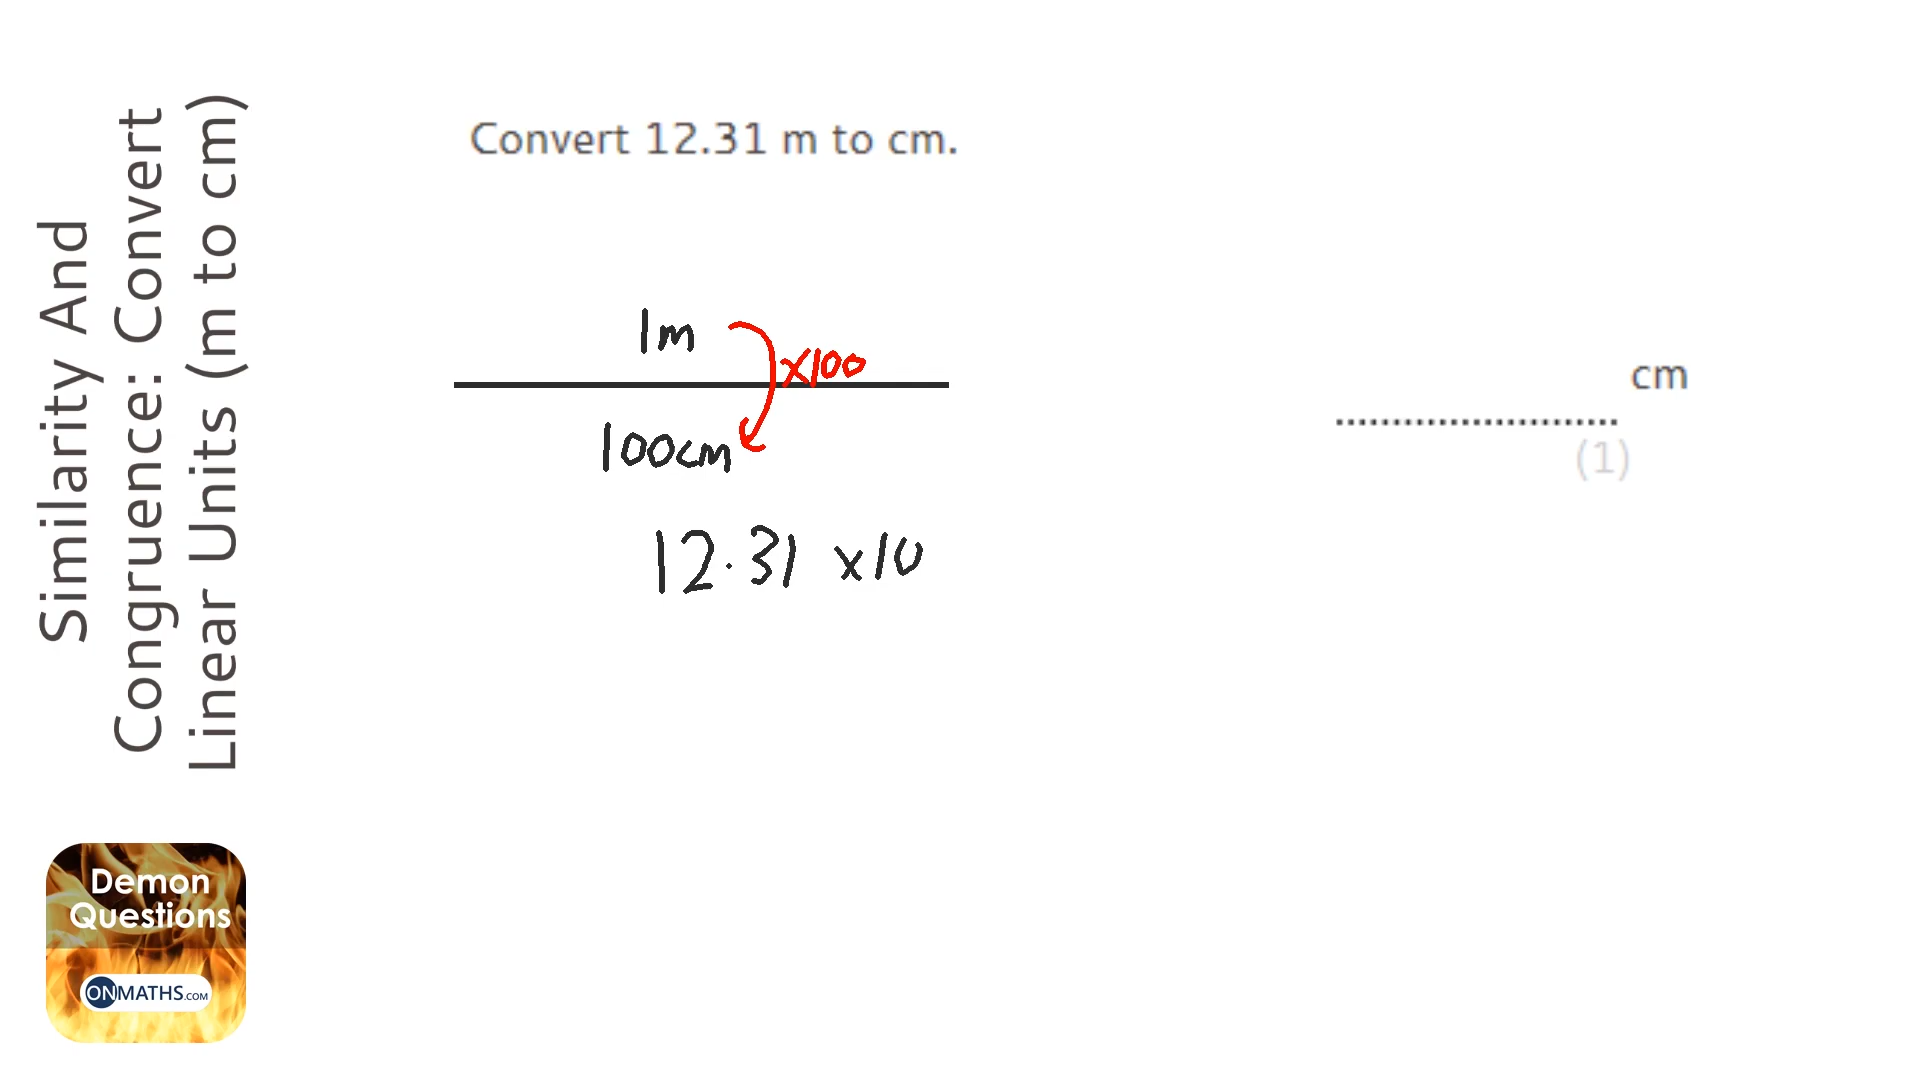 Similarity And
Congruence: Convert
Linear Units (m to cm)
Convert 12.31 m to cm.
1m
x100
100cm
12.31 x10
cm
(1)
Demon
Questions
ONMATHS.COM